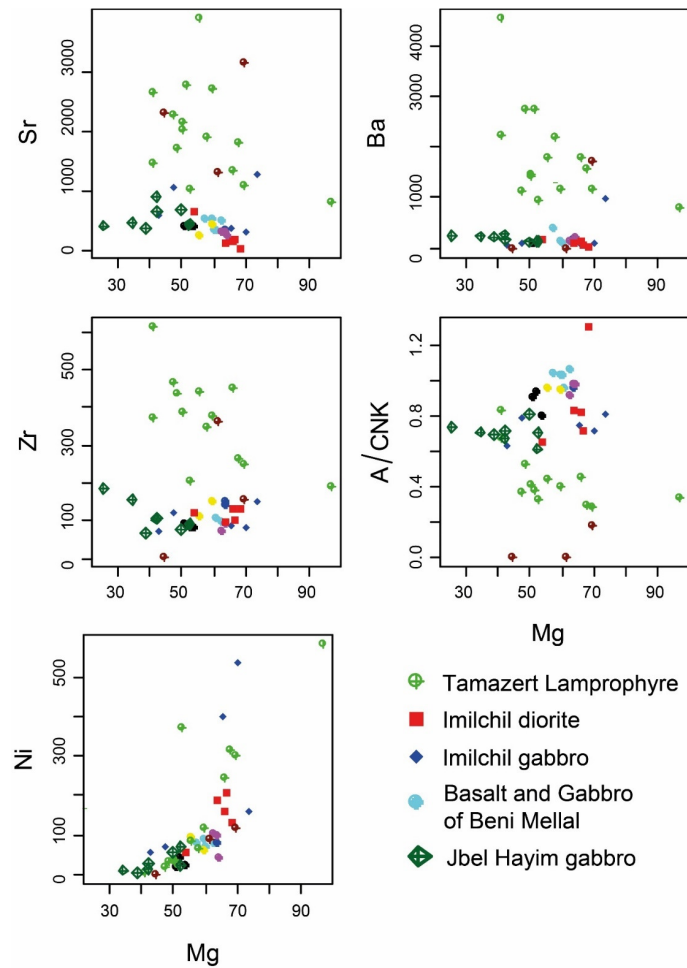 Sr
3000
2000
1000
0
30 50 70 90
Ba
4000
2000
0
30 50 70 90
Zr
500
300
100
0
30 50 70 90
A/CNK
1.2
0.8
0.4
0.0
30 50 70 90
Mg
Ni
500
300
100
0
30 50 70 90
Mg
Tamazert Lamprophyre
Imilchil diorite
Imilchil gabbro
Basalt and Gabbro
of Beni Mellal
Jbel Hayim gabbro